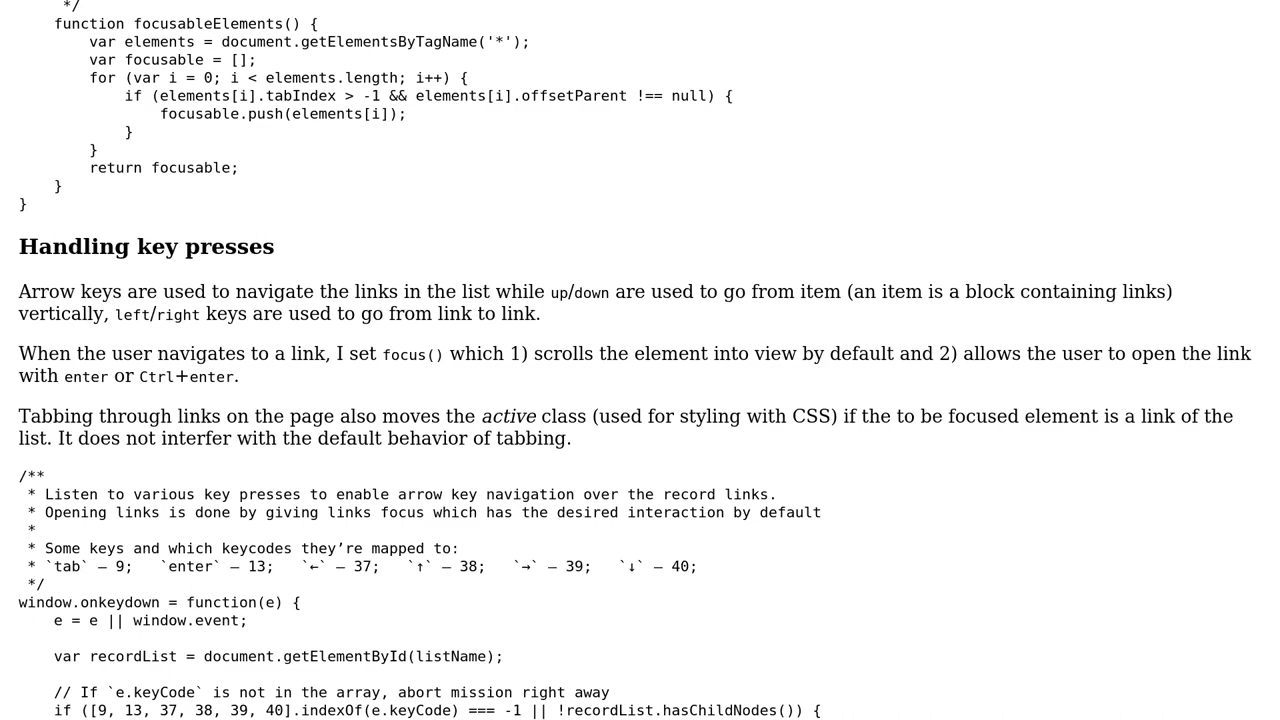 */
    function focusableElements() {
        var elements = document.getElementsByTagName('*');
        var focusable = [];
        for (var i = 0; i < elements.length; i++) {
            if (elements[i].tabIndex > -1 && elements[i].offsetParent !== null) {
                focusable.push(elements[i]);
            }
        }
        return focusable;
    }
}
Handling key presses
Arrow keys are used to navigate the links in the list while up/down are used to go from item (an item is a block containing links)
vertically, left/right keys are used to go from link to link.
When the user navigates to a link, I set focus() which 1) scrolls the element into view by default and 2) allows the user to open the link
with enter or Ctrl+enter.
Tabbing through links on the page also moves the active class (used for styling with CSS) if the to be focused element is a link of the
list. It does not interfer with the default behavior of tabbing.
/**
 * Listen to various key presses to enable arrow key navigation over the record links.
 * Opening links is done by giving links focus which has the desired interaction by default
 *
 * Some keys and which keycodes they’re mapped to:
 * `tab` – 9;   `enter` – 13;   `←` – 37;   `↑` – 38;   `→` – 39;   `↓` – 40;
 */
window.onkeydown = function(e) {
    e = e || window.event;
    var recordList = document.getElementById(listName);
    // If `e.keyCode` is not in the array, abort mission right away
    if ([9, 13, 37, 38, 39, 40].indexOf(e.keyCode) === -1 || !recordList.hasChildNodes()) {